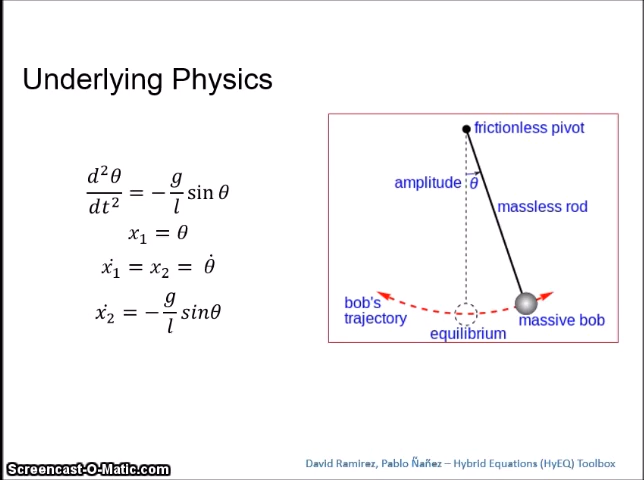 Underlying Physics
d²θ/dt² = −g/l sin θ
x₁ = θ
ẋ₁ = x₂ = θ̇
ẋ₂ = −g/l sinθ
frictionless pivot
amplitude θ
massless rod
bob's
trajectory
equilibrium
massive bob
David Ramirez, Pablo Ñañez – Hybrid Equations (HyEQ) Toolbox
Screencast-O-Matic.com